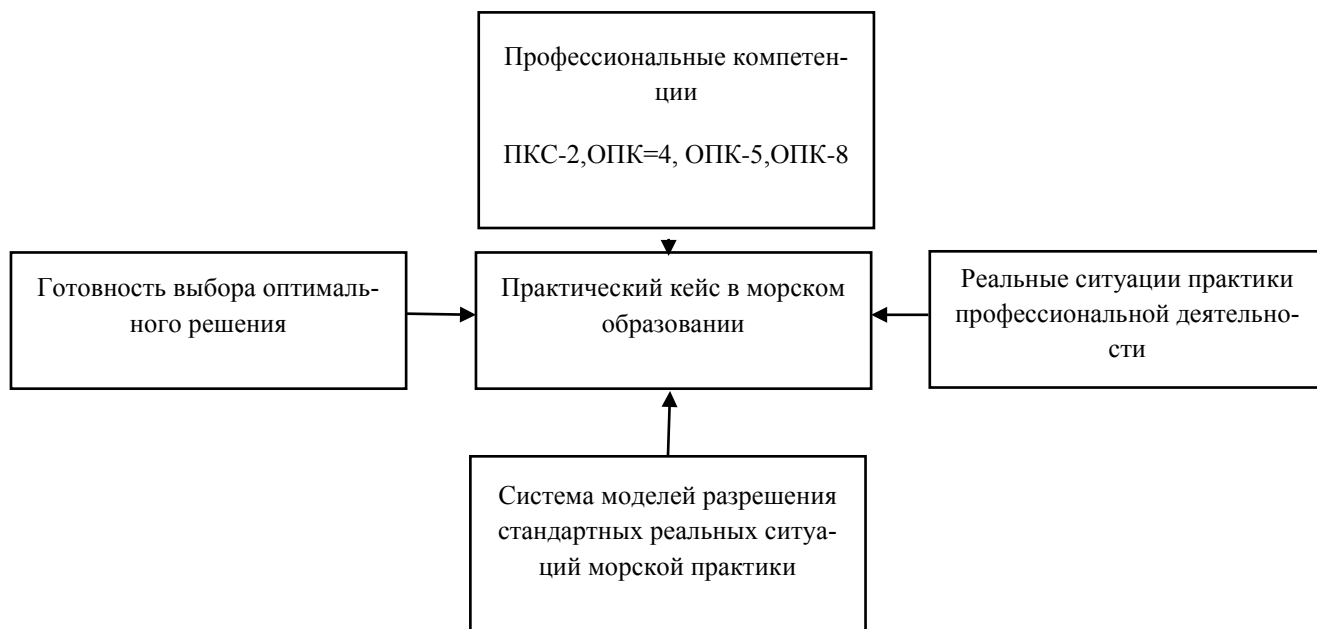 Профессиональные компетен-
ции
ПКС-2,ОПК=4, ОПК-5,ОПК-8
Готовность выбора оптималь-
ного решения
Практический кейс в морском
образовании
Реальные ситуации практики
профессиональной деятельно-
сти
Система моделей разрешения
стандартных реальных ситуа-
ций морской практики